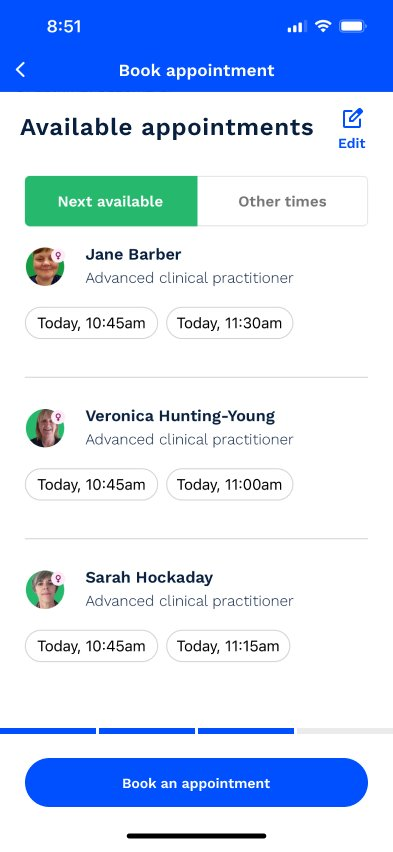 8:51
Book appointment
Available appointments
Edit
Next available Other times
Jane Barber
Advanced clinical practitioner
Today, 10:45am Today, 11:30am
Veronica Hunting-Young
Advanced clinical practitioner
Today, 10:45am Today, 11:00am
Sarah Hockaday
Advanced clinical practitioner
Today, 10:45am Today, 11:15am
Book an appointment